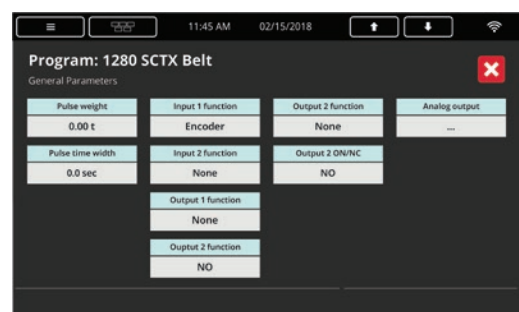 11:45 AM 02/15/2018
Program: 1280 SCTX Belt
General Parameters
Pulse weight Input 1 function Output 2 function Analog output
0.00 t Encoder None ...
Pulse time width Input 2 function Output 2 ON/NC
0.0 sec None NO
Output 1 function
None
Ouptut 2 function
NO